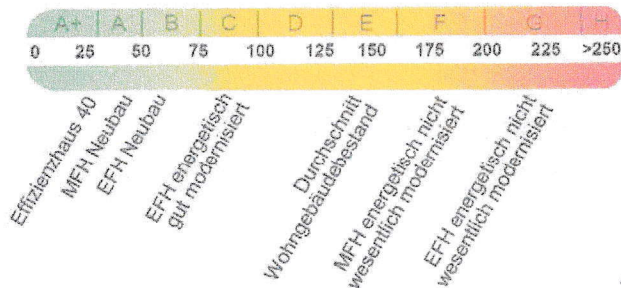 A+ A B C D E F G H
0 25 50 75 100 125 150 175 200 225 >250
Effizienzhaus 40
MFH Neubau
EFH Neubau
EFH energetisch
gut modernisiert
Durchschnitt
Wohngebäudebestand
MFH energetisch nicht
wesentlich modernisiert
EFH energetisch nicht
wesentlich modernisiert